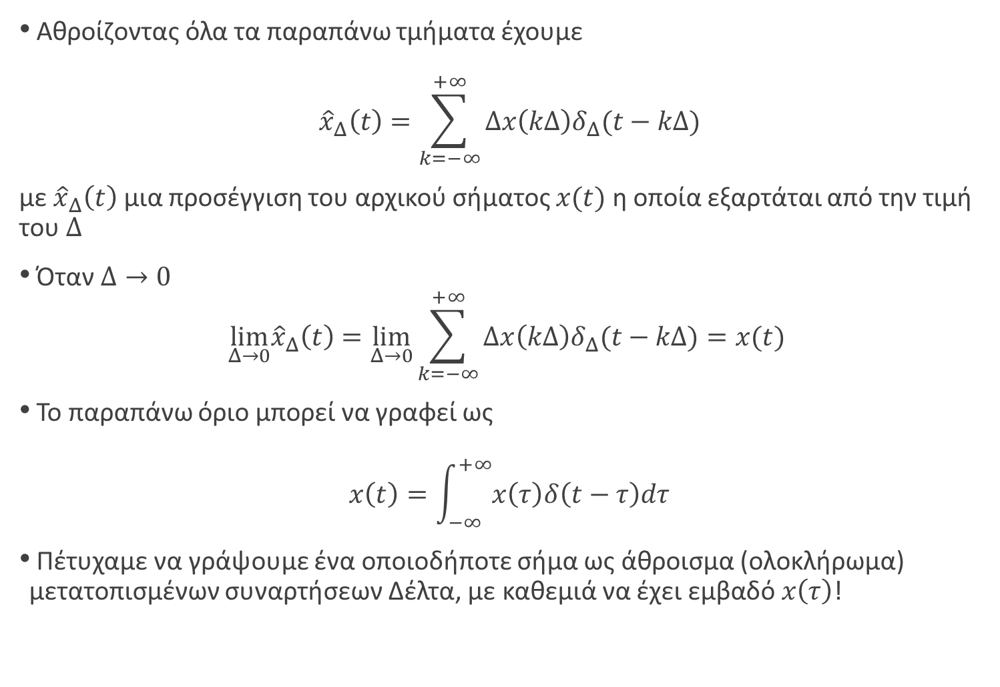 • Αθροίζοντας όλα τα παραπάνω τμήματα έχουμε
$$\hat{x}_{\Delta}(t) = \sum_{k=-\infty}^{+\infty} \Delta x(k\Delta)\delta_{\Delta}(t - k\Delta)$$
με $\hat{x}_{\Delta}(t)$ μια προσέγγιση του αρχικού σήματος $x(t)$ η οποία εξαρτάται από την τιμή
του Δ
• Όταν $\Delta \to 0$
$$\lim_{\Delta \to 0} \hat{x}_{\Delta}(t) = \lim_{\Delta \to 0} \sum_{k=-\infty}^{+\infty} \Delta x(k\Delta)\delta_{\Delta}(t - k\Delta) = x(t)$$
• Το παραπάνω όριο μπορεί να γραφεί ως
$$x(t) = \int_{-\infty}^{+\infty} x(\tau)\delta(t - \tau)d\tau$$
• Πέτυχαμε να γράψουμε ένα οποιοδήποτε σήμα ως άθροισμα (ολοκλήρωμα)
μετατοπισμένων συναρτήσεων Δέλτα, με καθεμιά να έχει εμβαδό $x(\tau)$!